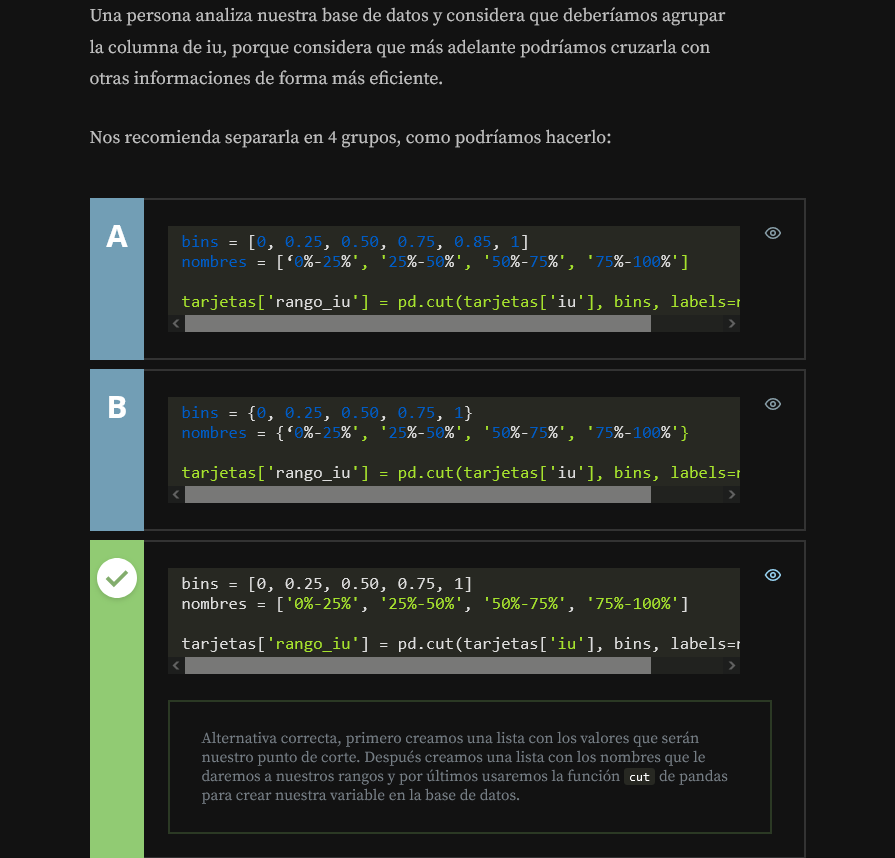 Una persona analiza nuestra base de datos y considera que deberíamos agrupar
la columna de iu, porque considera que más adelante podríamos cruzarla con
otras informaciones de forma más eficiente.
Nos recomienda separarla en 4 grupos, como podríamos hacerlo:
A
bins = [0, 0.25, 0.50, 0.75, 0.85, 1]
nombres = [‘0%-25%', '25%-50%', '50%-75%', '75%-100%']
tarjetas['rango_iu'] = pd.cut(tarjetas['iu'], bins, labels=n
B
bins = {0, 0.25, 0.50, 0.75, 1}
nombres = {‘0%-25%', '25%-50%', '50%-75%', '75%-100%'}
tarjetas['rango_iu'] = pd.cut(tarjetas['iu'], bins, labels=n
bins = [0, 0.25, 0.50, 0.75, 1]
nombres = ['0%-25%', '25%-50%', '50%-75%', '75%-100%']
tarjetas['rango_iu'] = pd.cut(tarjetas['iu'], bins, labels=n
Alternativa correcta, primero creamos una lista con los valores que serán
nuestro punto de corte. Después creamos una lista con los nombres que le
daremos a nuestros rangos y por últimos usaremos la función cut de pandas
para crear nuestra variable en la base de datos.